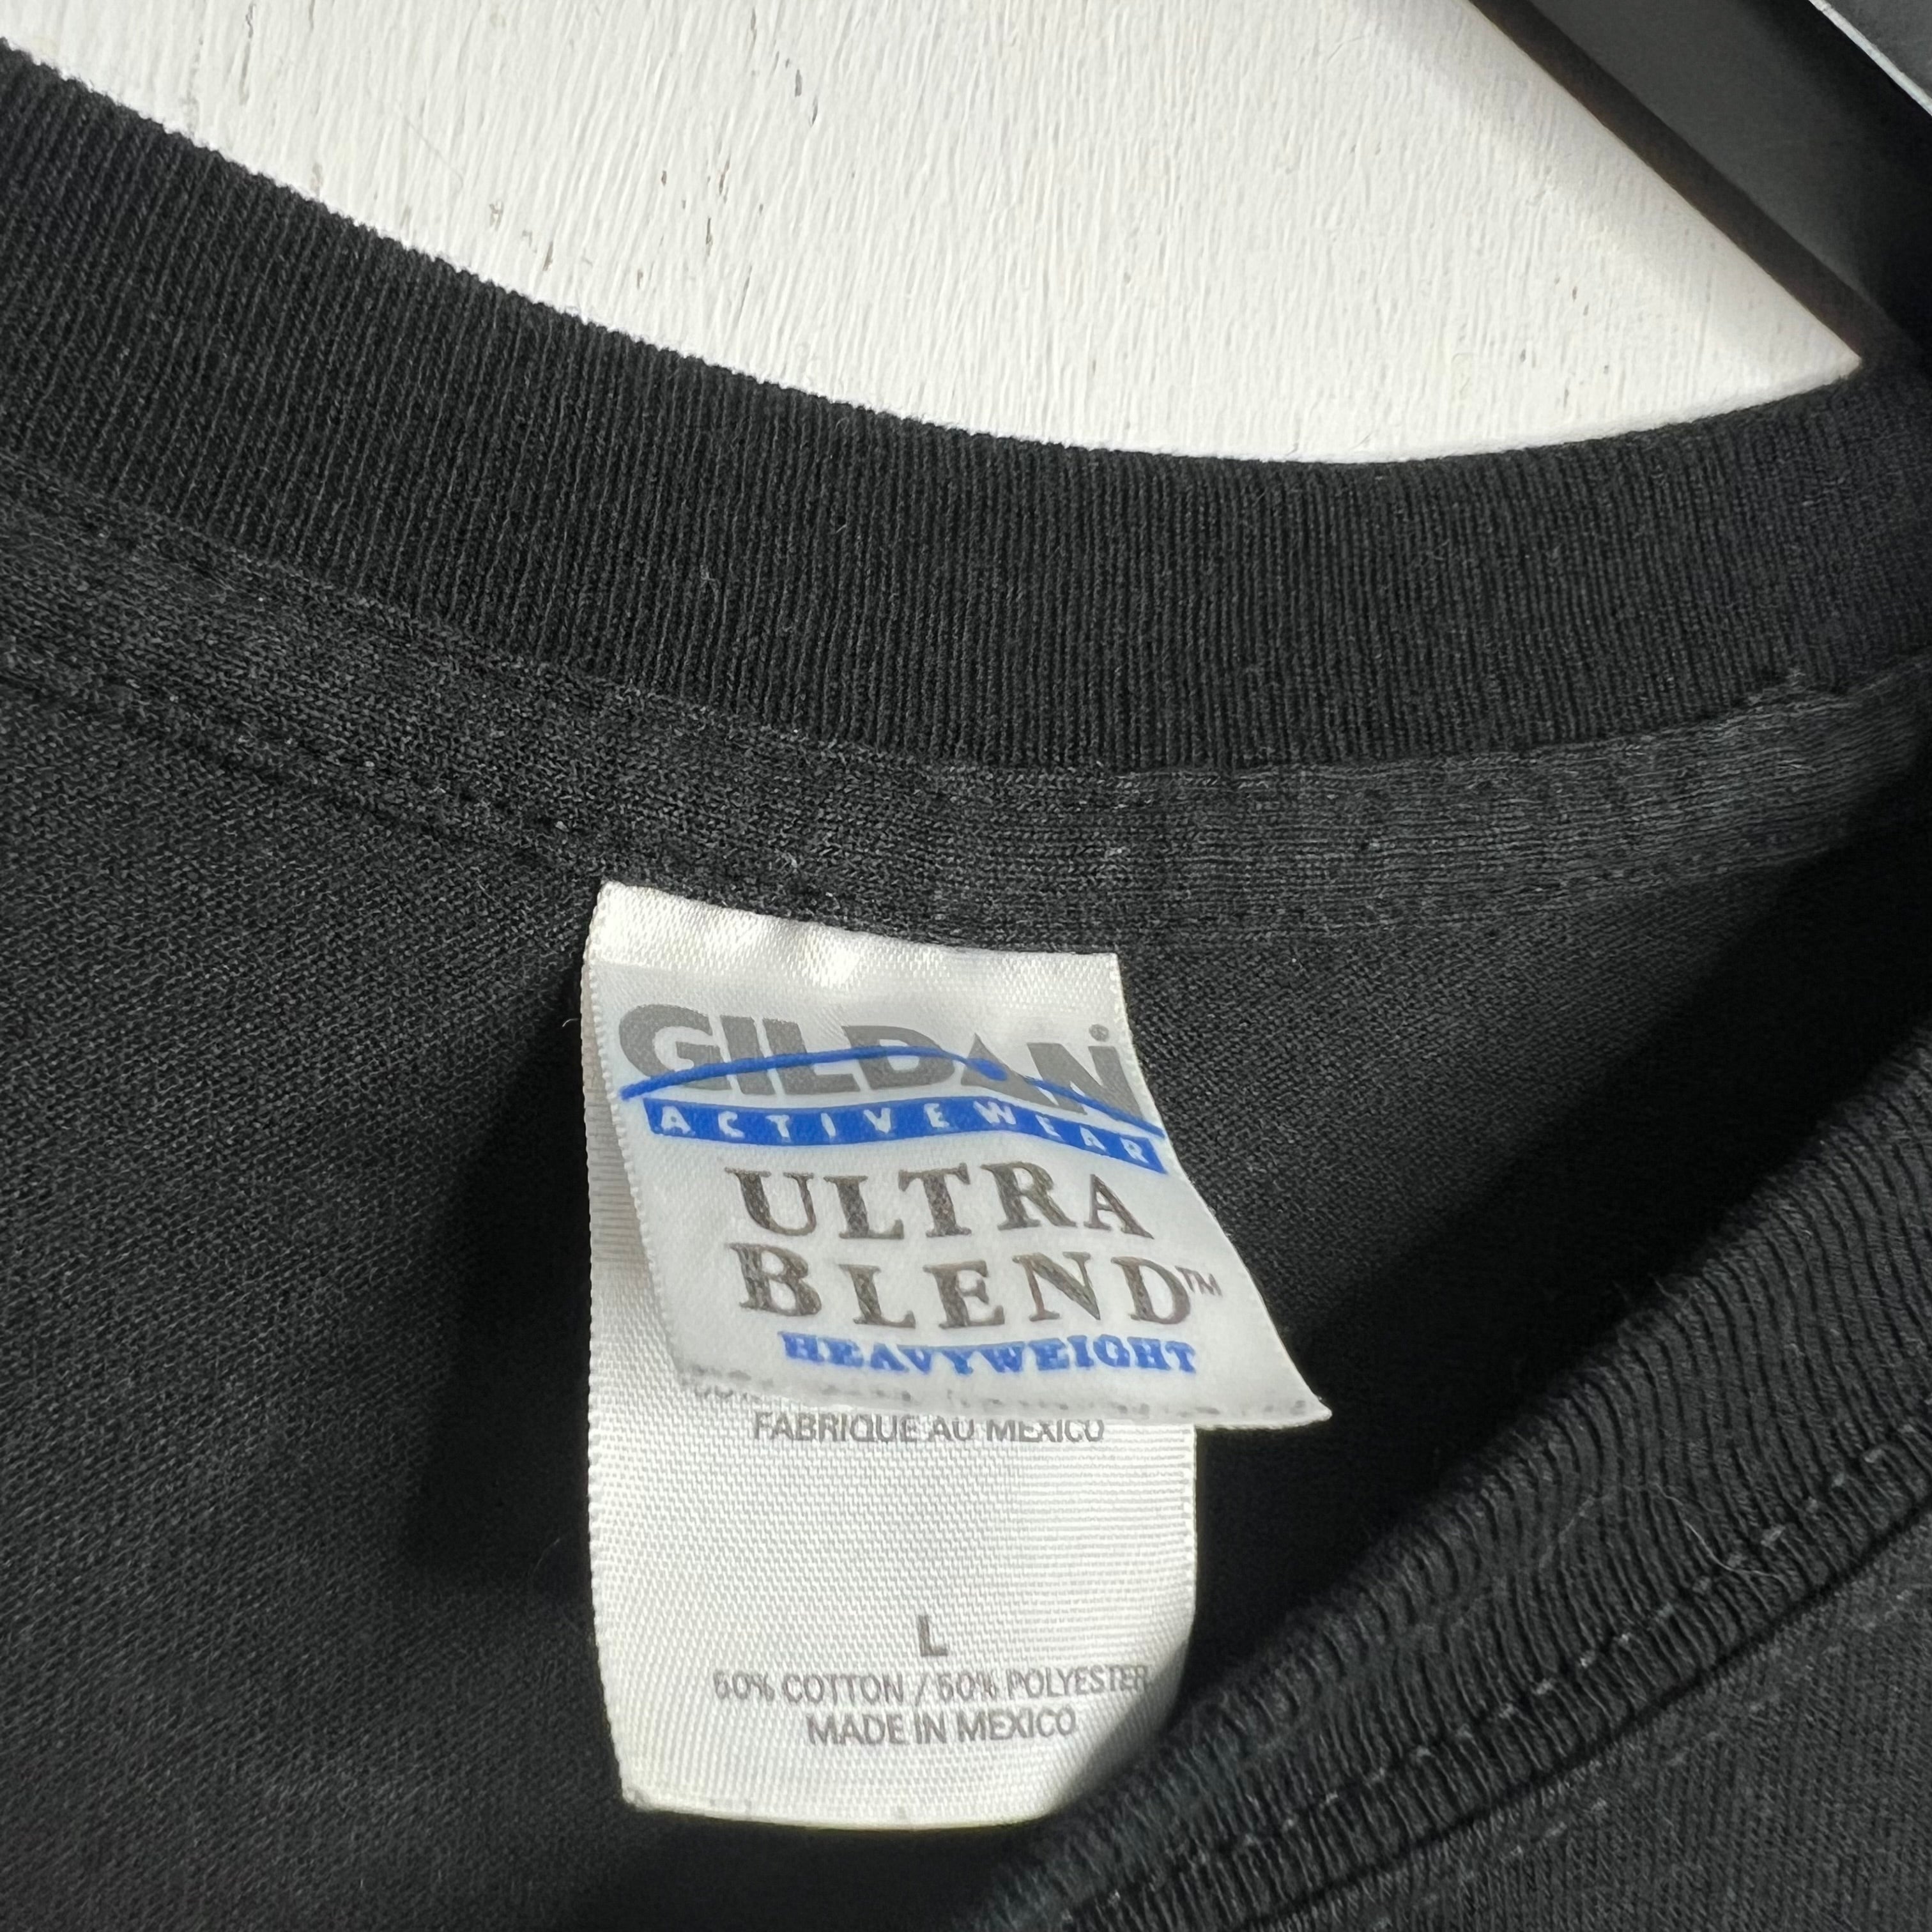 GILDAN
ACTIVEWEAR
ULTRA
BLEND™
HEAVYWEIGHT
FABRIQUE AU MEXICO
L
50% COTTON / 50% POLYESTER
MADE IN MEXICO